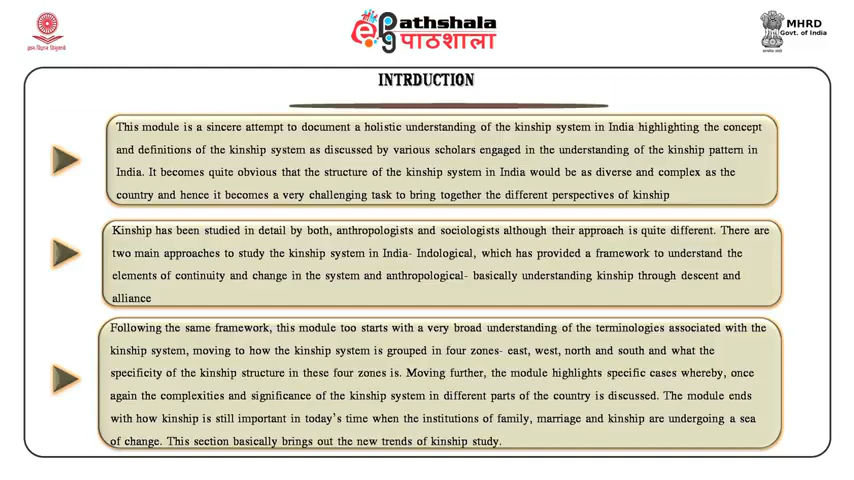 ज्ञान-विज्ञान विमुक्तये
ePG Pathshala
पाठशाला
MHRD
Govt. of India
सत्यमेव जयते
INTRDUCTION
This module is a sincere attempt to document a holistic understanding of the kinship system in India highlighting the concept
and definitions of the kinship system as discussed by various scholars engaged in the understanding of the kinship pattern in
India. It becomes quite obvious that the structure of the kinship system in India would be as diverse and complex as the
country and hence it becomes a very challenging task to bring together the different perspectives of kinship
Kinship has been studied in detail by both, anthropologists and sociologists although their approach is quite different. There are
two main approaches to study the kinship system in India- Indological, which has provided a framework to understand the
elements of continuity and change in the system and anthropological- basically understanding kinship through descent and
alliance
Following the same framework, this module too starts with a very broad understanding of the terminologies associated with the
kinship system, moving to how the kinship system is grouped in four zones- east, west, north and south and what the
specificity of the kinship structure in these four zones is. Moving further, the module highlights specific cases whereby, once
again the complexities and significance of the kinship system in different parts of the country is discussed. The module ends
with how kinship is still important in today's time when the institutions of family, marriage and kinship are undergoing a sea
of change. This section basically brings out the new trends of kinship study.